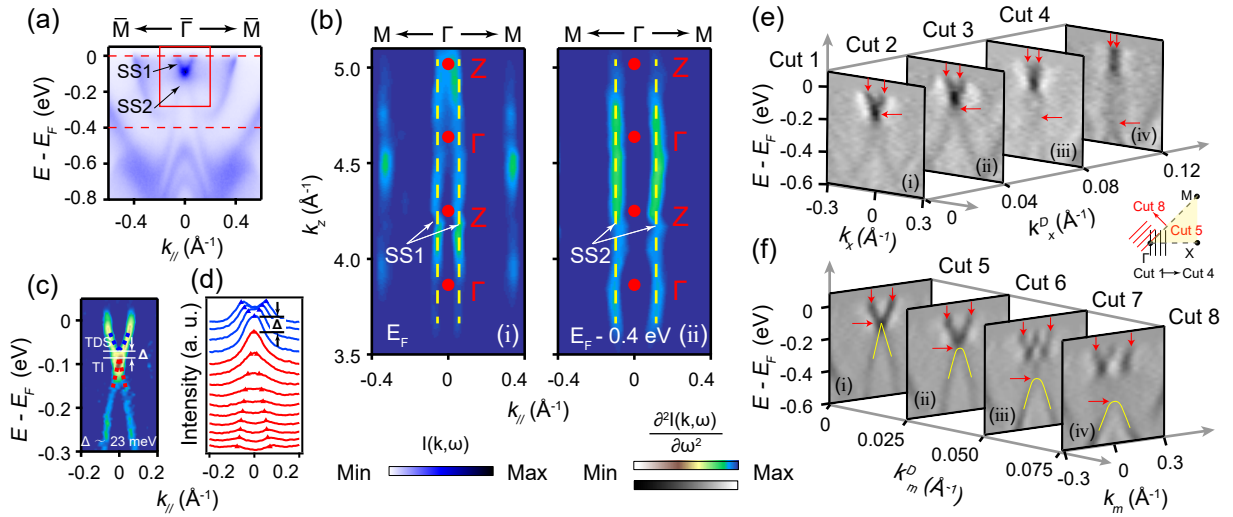 (a)
M̄ ← Γ̄ → M̄
SS1
SS2
E - E_F (eV)
0
-0.2
-0.4
-0.6
-0.8
-0.4 0 0.4
k_// (Å⁻¹)
(b)
M ← Γ → M
M ← Γ → M
k_z (Å⁻¹)
5.0
4.5
4.0
3.5
Z
Γ
Z
Γ
SS1
E_F
(i)
Z
Γ
Z
Γ
SS2
E_F - 0.4 eV (ii)
-0.4 0 0.4
-0.4 0 0.4
k_// (Å⁻¹)
I(k,ω)
Min Max
∂²I(k,ω)
∂ω²
Min Max
(c)
E - E_F (eV)
0
-0.1
-0.2
-0.3
TDS
TI
Δ
Δ ~ 23 meV
-0.2 0 0.2
k_// (Å⁻¹)
(d)
Intensity (a. u.)
Δ
-0.2 0 0.2
(e)
Cut 1
Cut 2
Cut 3
Cut 4
E - E_F (eV)
0
-0.2
-0.4
-0.6
(i)
(ii)
(iii)
(iv)
-0.3 0 0.3
k_x (Å⁻¹)
0
0.04
0.08
0.12
k^D_x (Å⁻¹)
M
Cut 8
Cut 5
Γ
X
Cut 1 → Cut 4
(f)
Cut 5
Cut 6
Cut 7
Cut 8
E - E_F (eV)
0
-0.2
-0.4
-0.6
(i)
(ii)
(iii)
(iv)
0
0.025
0.050
0.075
k^D_m (Å⁻¹)
-0.3 0 0.3
k_m (Å⁻¹)